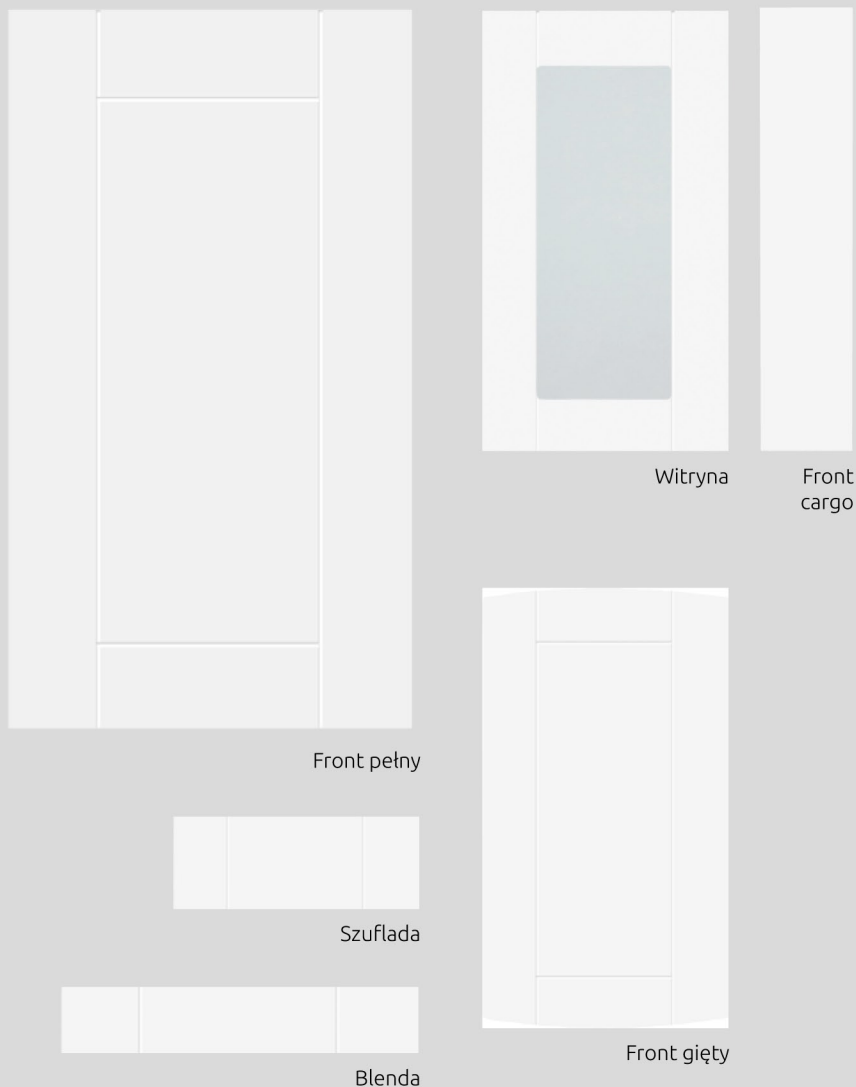 Witryna
Front
cargo
Front pełny
Szuflada
Front gięty
Blenda